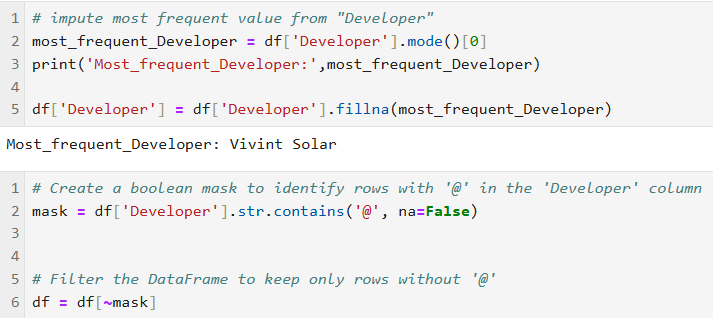 1 # impute most frequent value from "Developer"
2 most_frequent_Developer = df['Developer'].mode()[0]
3 print('Most_frequent_Developer:',most_frequent_Developer)
4
5 df['Developer'] = df['Developer'].fillna(most_frequent_Developer)
Most_frequent_Developer: Vivint Solar
1 # Create a boolean mask to identify rows with '@' in the 'Developer' column
2 mask = df['Developer'].str.contains('@', na=False)
3
4
5 # Filter the DataFrame to keep only rows without '@'
6 df = df[~mask]